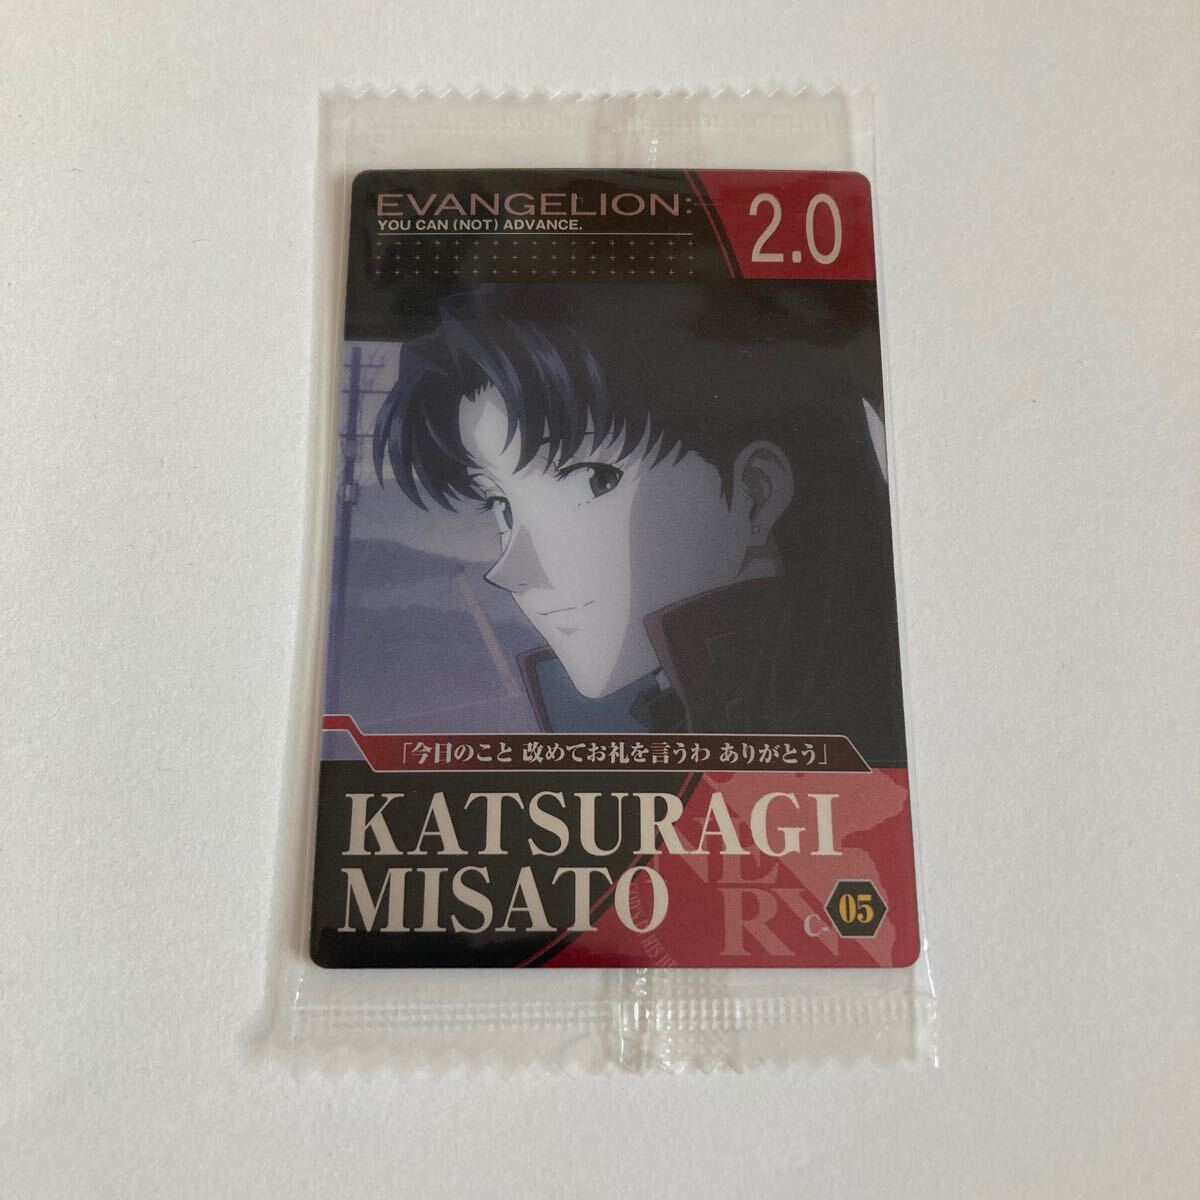 EVANGELION:
YOU CAN (NOT) ADVANCE.
2.0
「今日のこと 改めてお礼を言うわ ありがとう」
KATSURAGI
MISATO
NERV
C-05